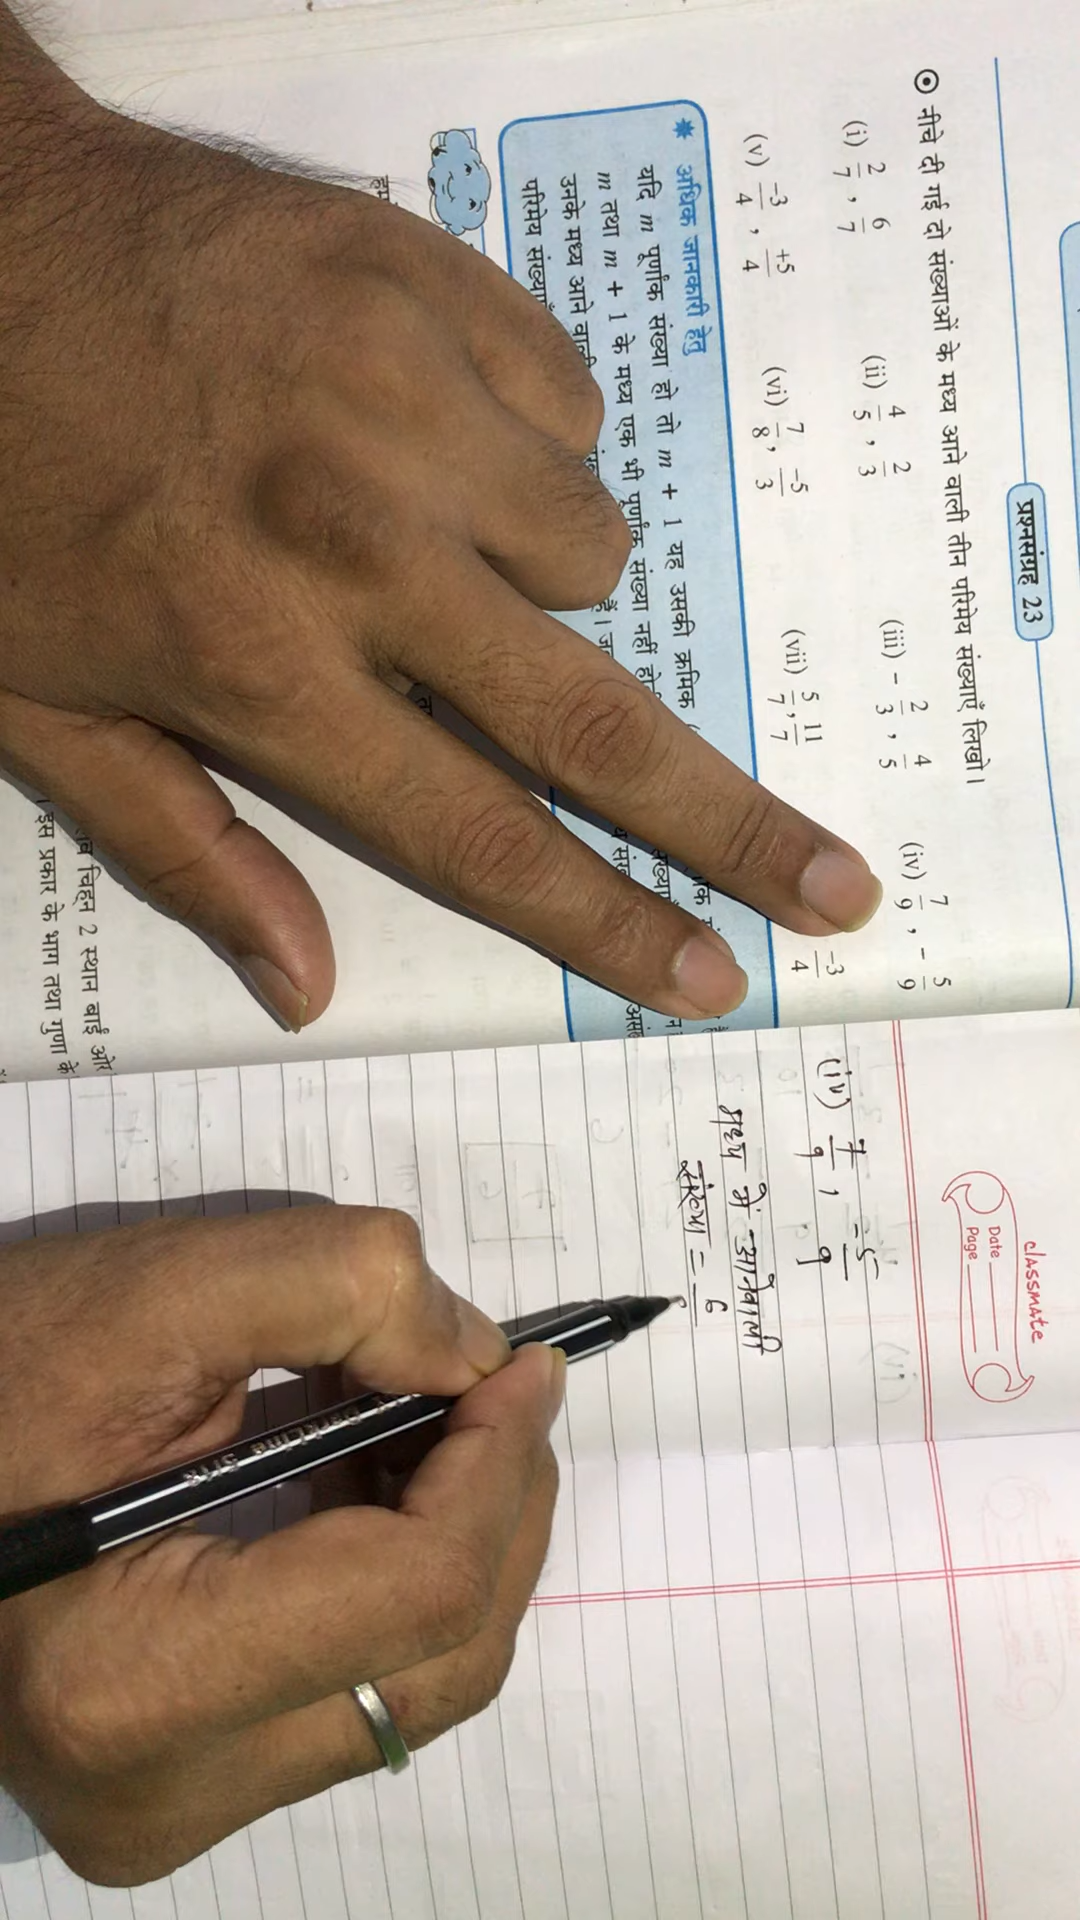 प्रश्नसंग्रह 23
नीचे दी गई दो संख्याओं के मध्य आने वाली तीन परिमेय संख्याएँ लिखो।
(i) 2/7 , 6/7 (ii) 4/5 , 2/3 (iii) - 2/3 , 4/5 (iv) 7/9 , - 5/9
(v) -3/4 , +5/4 (vi) 7/8 , -5/3 (vii) 5/7 , 11/7 -3/4
* अधिक जानकारी हेतु
यदि m पूर्णांक संख्या हो तो m + 1 यह उसकी क्रमिक
m तथा m + 1 के मध्य एक भी पूर्णांक संख्या नहीं
उनके मध्य आने
परिमेय
चिह्न 2 स्थान बाईं ओर
। इस प्रकार के भाग तथा गुणा के
classmate
Date
Page
(iv) 7/9 , -5/9
मध्य में आनेवाली
संख्या = 6